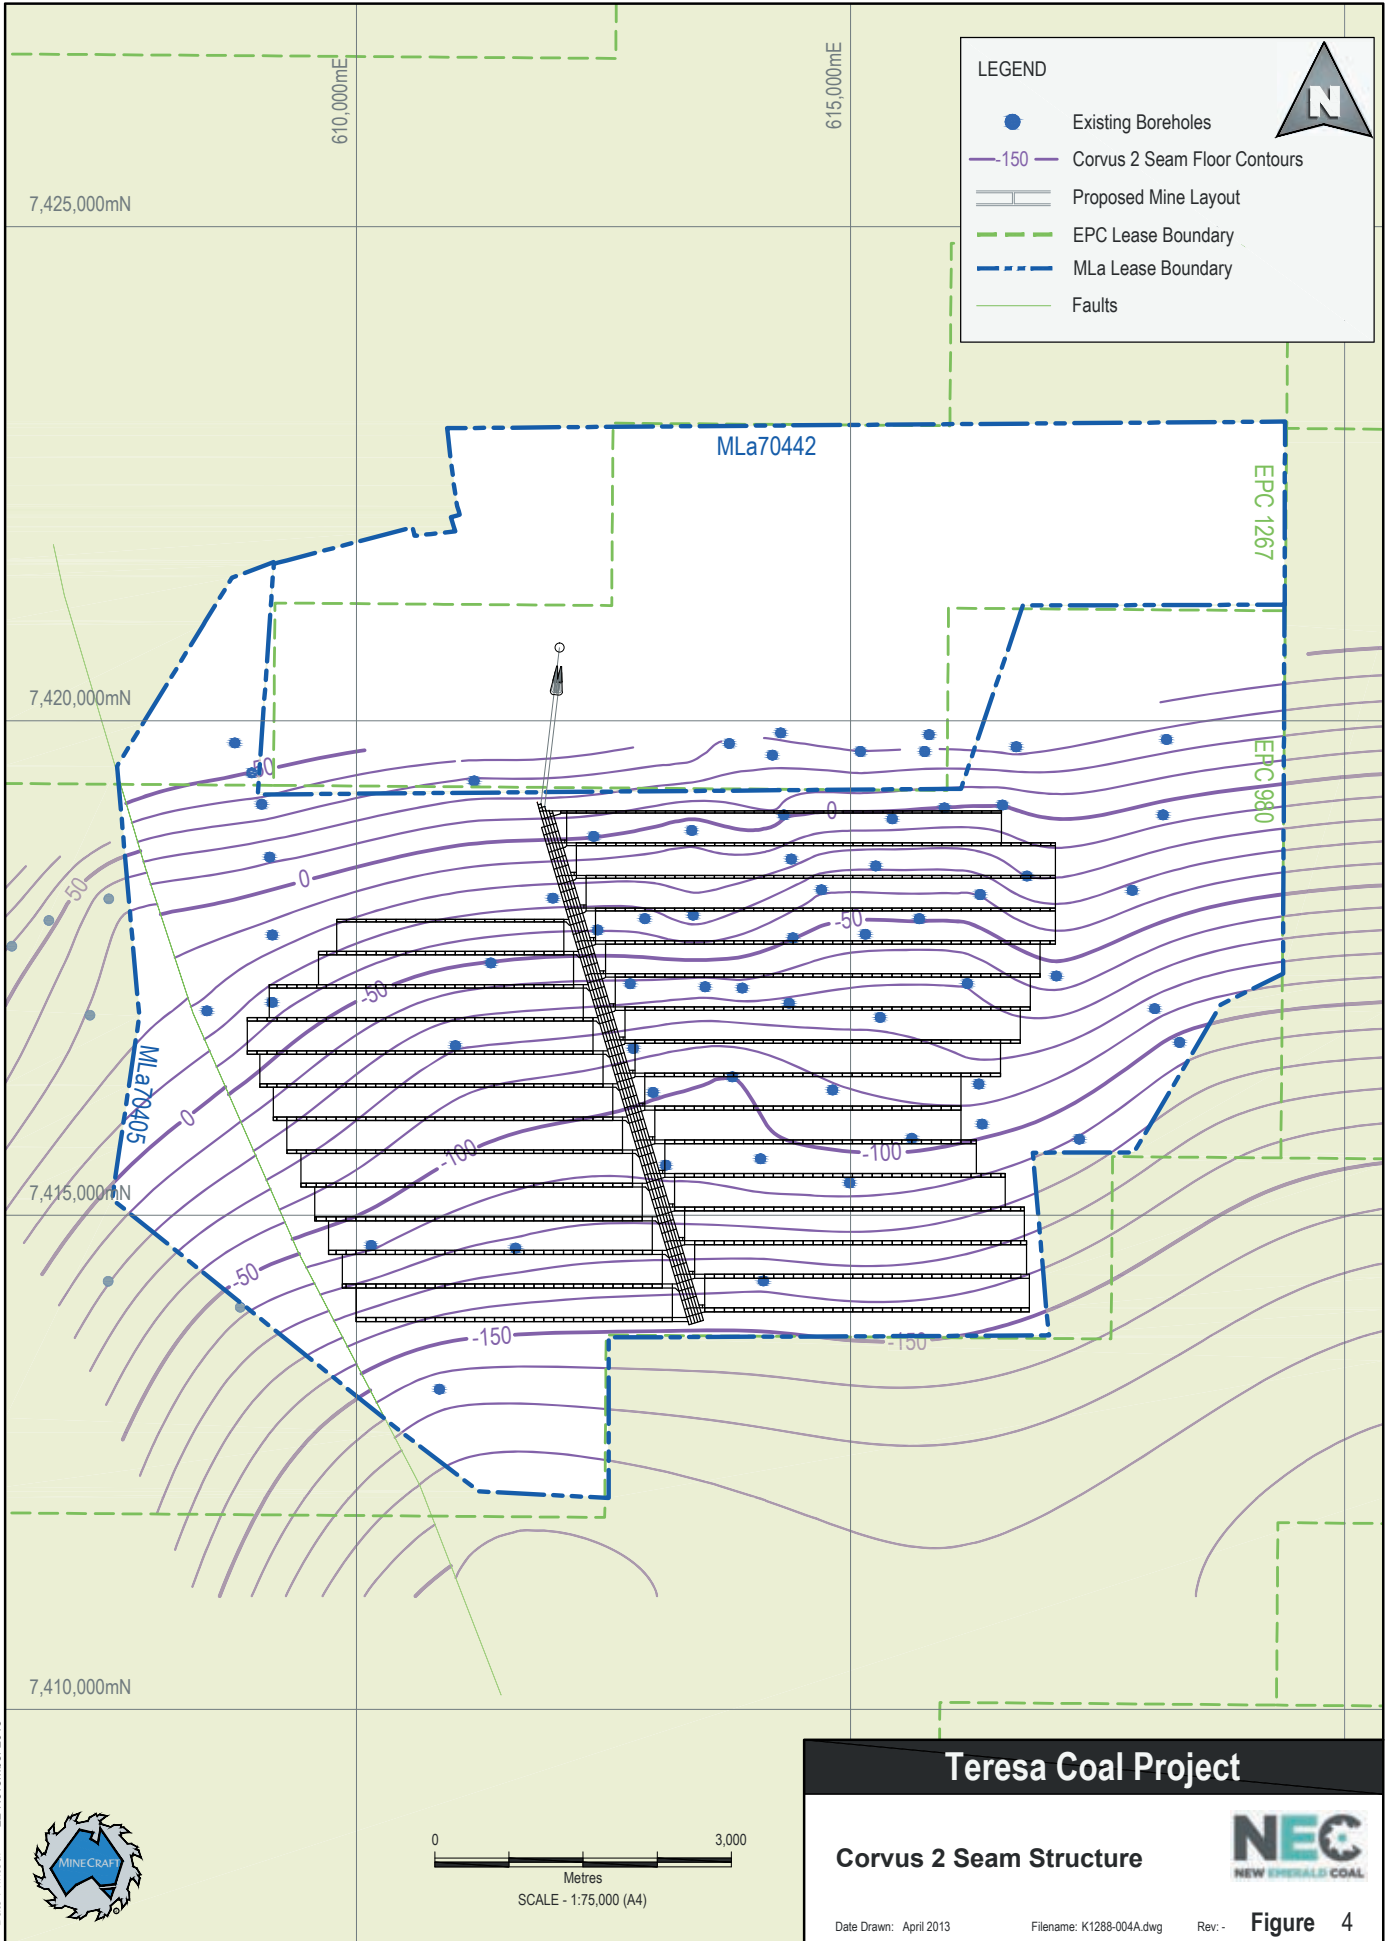 610,000mE
615,000mE
LEGEND
N
Existing Boreholes
-150
Corvus 2 Seam Floor Contours
Proposed Mine Layout
EPC Lease Boundary
MLa Lease Boundary
Faults
7,425,000mN
MLa70442
EPC 1267
7,420,000mN
50
EPC 980
0
50
0
-50
-50
MLa70405
0
-100
-100
7,415,000mN
-50
-150
-150
7,410,000mN
Teresa Coal Project
0
3,000
Metres
SCALE - 1:75,000 (A4)
MINECRAFT
Corvus 2 Seam Structure
NEC
NEW EMERALD COAL
Date Drawn: April 2013
Filename: K1288-004A.dwg
Rev: -
Figure 4